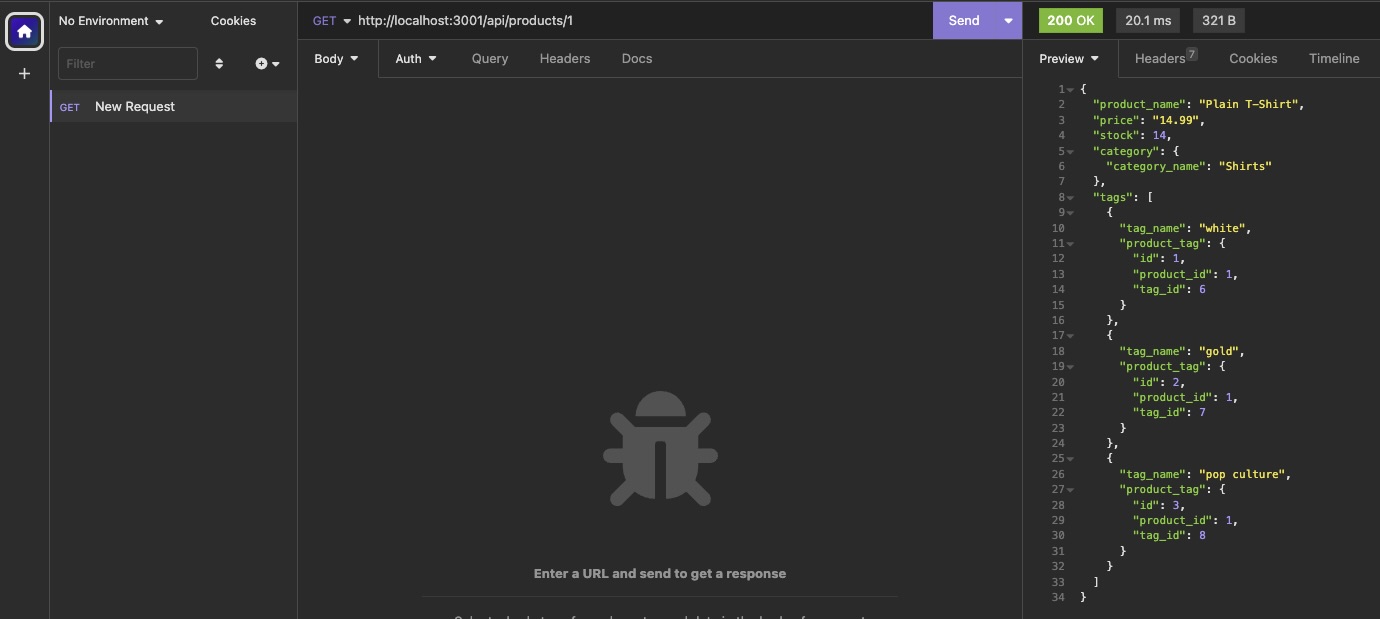 No Environment
Cookies
Filter
GET New Request
GET http://localhost:3001/api/products/1
Send
Body
Auth
Query
Headers
Docs
Enter a URL and send to get a response
200 OK
20.1 ms
321 B
Preview
Headers 7
Cookies
Timeline
1 {
2 "product_name": "Plain T-Shirt",
3 "price": "14.99",
4 "stock": 14,
5 "category": {
6 "category_name": "Shirts"
7 },
8 "tags": [
9 {
10 "tag_name": "white",
11 "product_tag": {
12 "id": 1,
13 "product_id": 1,
14 "tag_id": 6
15 }
16 },
17 {
18 "tag_name": "gold",
19 "product_tag": {
20 "id": 2,
21 "product_id": 1,
22 "tag_id": 7
23 }
24 },
25 {
26 "tag_name": "pop culture",
27 "product_tag": {
28 "id": 3,
29 "product_id": 1,
30 "tag_id": 8
31 }
32 }
33 ]
34 }